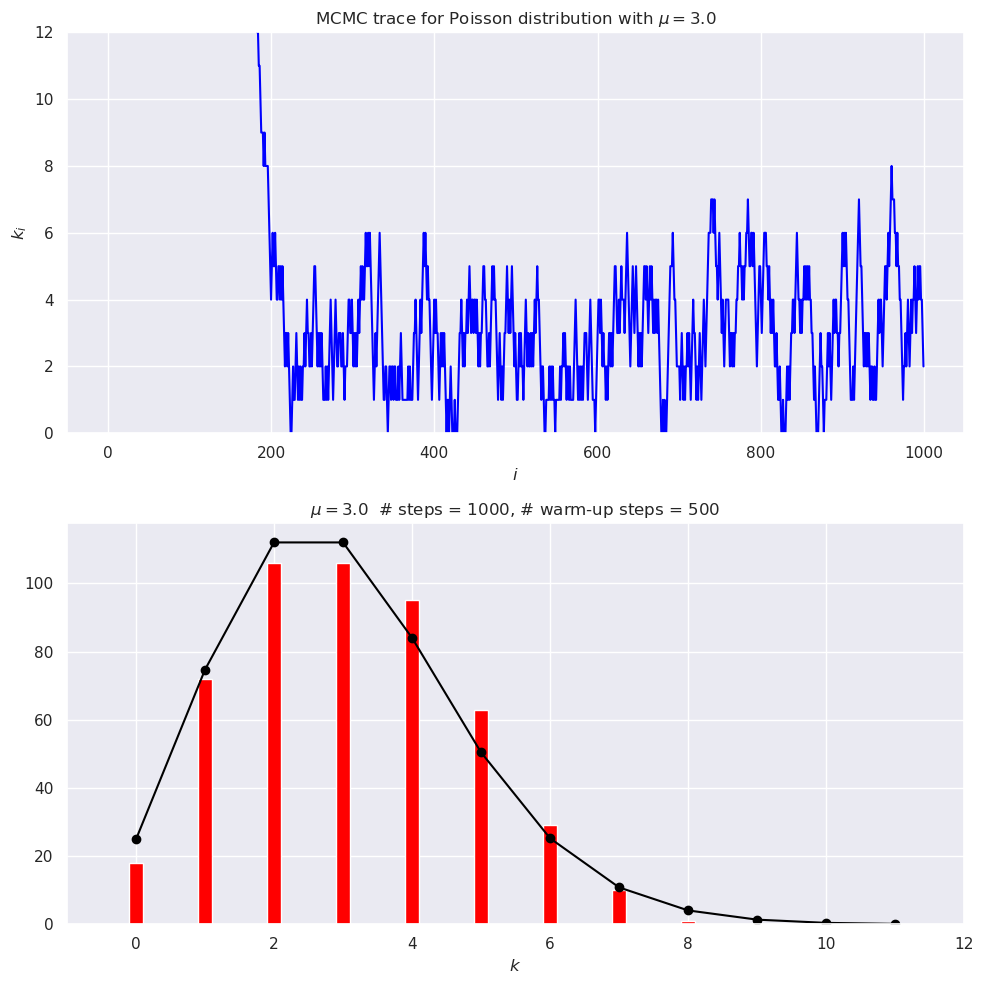 MCMC trace for Poisson distribution with μ = 3.0
12
10
8
6
4
2
0
k_i
0 200 400 600 800 1000
i
μ = 3.0 # steps = 1000, # warm-up steps = 500
100
80
60
40
20
0
0 2 4 6 8 10 12
k